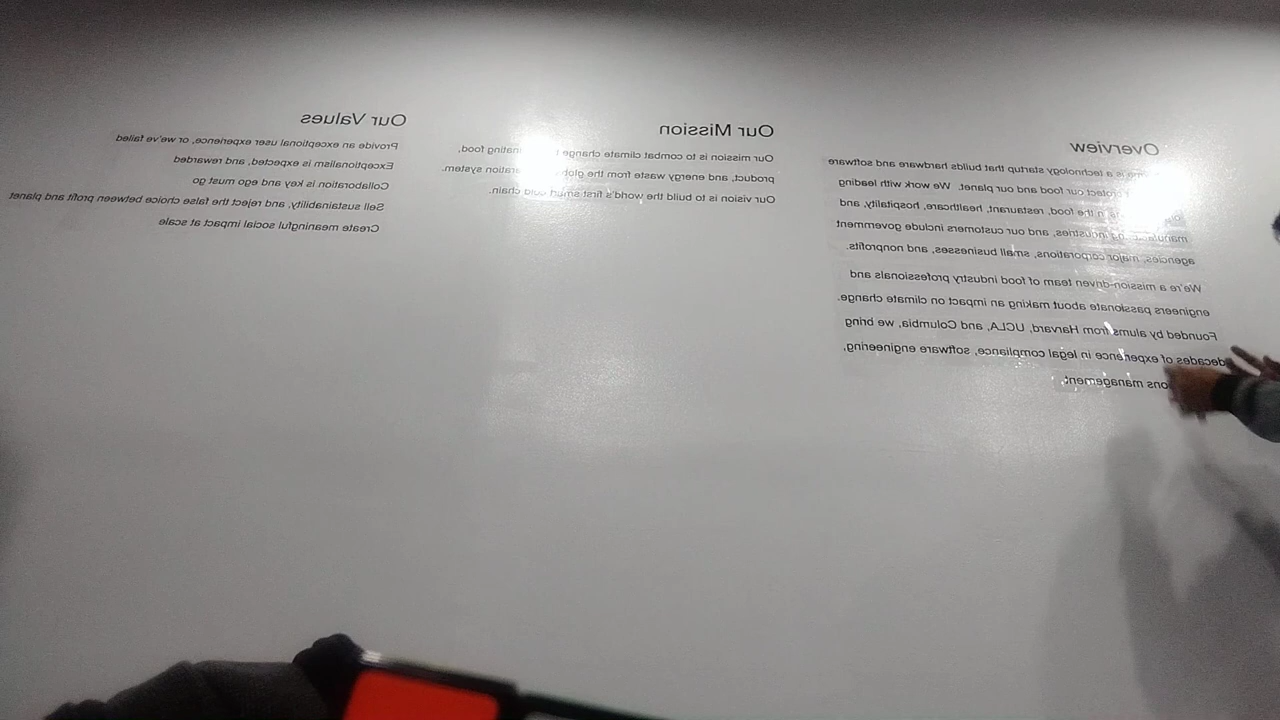 Overview
is a technology startup that builds hardware and software
protect our food and our planet. We work with leading
in the food, restaurant, healthcare, hospitality, and
manufacturing industries, and our customers include government
agencies, major corporations, small businesses, and nonprofits.
We're a mission-driven team of food industry professionals and
engineers passionate about making an impact on climate change.
Founded by alums from Harvard, UCLA, and Columbia, we bring
decades of experience in legal compliance, software engineering,
management.
Our Mission
Our mission is to combat climate change food,
product, and energy waste from the system.
Our vision is to build the world's first smart cold chain.
Our Values
Provide an exceptional user experience, or we've failed
Exceptionalism is expected, and rewarded
Collaboration is key and ego must go
Sell sustainability, and reject the false choice between profit and planet
Create meaningful social impact at scale